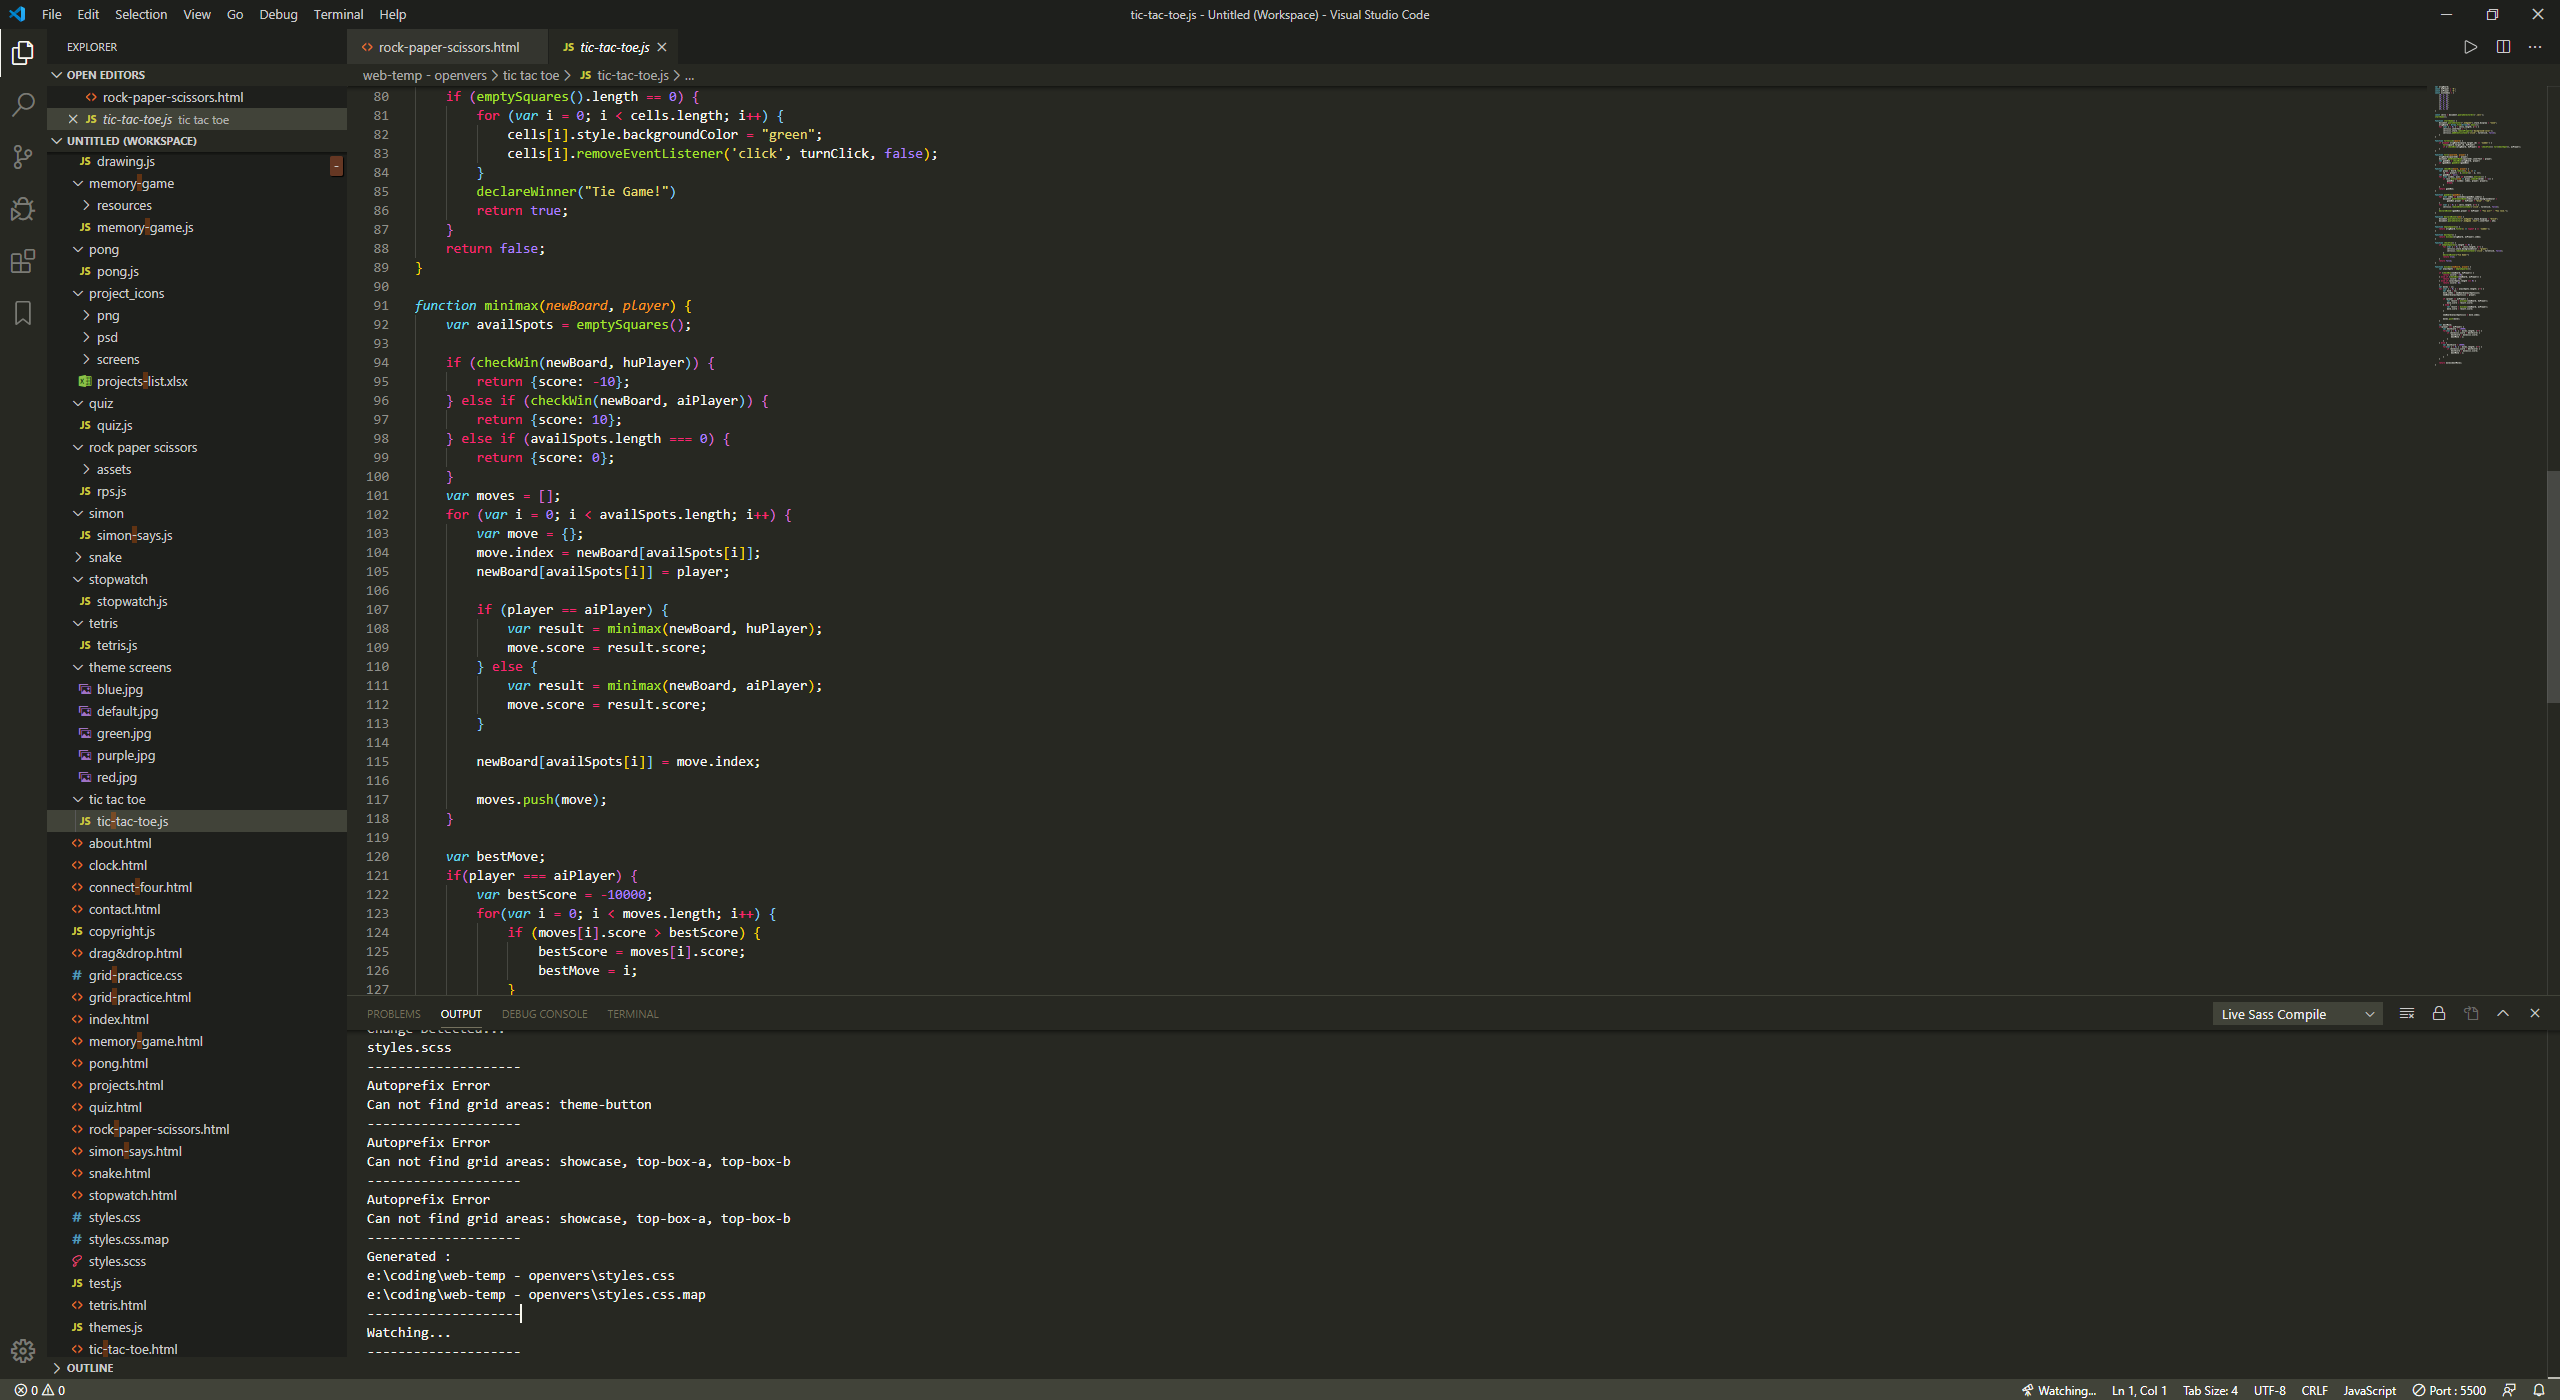 File Edit Selection View Go Debug Terminal Help
tic-tac-toe.js - Untitled (Workspace) - Visual Studio Code
EXPLORER
OPEN EDITORS
rock-paper-scissors.html
tic-tac-toe.js tic tac toe
UNTITLED (WORKSPACE)
drawing.js
memory-game
resources
memory-game.js
pong
pong.js
project_icons
png
psd
screens
projects-list.xlsx
quiz
quiz.js
rock paper scissors
assets
rps.js
simon
simon-says.js
snake
stopwatch
stopwatch.js
tetris
tetris.js
theme screens
blue.jpg
default.jpg
green.jpg
purple.jpg
red.jpg
tic tac toe
tic-tac-toe.js
about.html
clock.html
connect-four.html
contact.html
copyright.js
drag&drop.html
grid-practice.css
grid-practice.html
index.html
memory-game.html
pong.html
projects.html
quiz.html
rock-paper-scissors.html
simon-says.html
snake.html
stopwatch.html
styles.css
styles.css.map
styles.scss
test.js
tetris.html
themes.js
tic-tac-toe.html
OUTLINE
rock-paper-scissors.html
tic-tac-toe.js
web-temp - openvers > tic tac toe > JS tic-tac-toe.js > ...
80 if (emptySquares().length == 0) {
81 for (var i = 0; i < cells.length; i++) {
82 cells[i].style.backgroundColor = "green";
83 cells[i].removeEventListener('click', turnClick, false);
84 }
85 declareWinner("Tie Game!")
86 return true;
87 }
88 return false;
89 }
90
91 function minimax(newBoard, player) {
92 var availSpots = emptySquares();
93
94 if (checkWin(newBoard, huPlayer)) {
95 return {score: -10};
96 } else if (checkWin(newBoard, aiPlayer)) {
97 return {score: 10};
98 } else if (availSpots.length === 0) {
99 return {score: 0};
100 }
101 var moves = [];
102 for (var i = 0; i < availSpots.length; i++) {
103 var move = {};
104 move.index = newBoard[availSpots[i]];
105 newBoard[availSpots[i]] = player;
106
107 if (player == aiPlayer) {
108 var result = minimax(newBoard, huPlayer);
109 move.score = result.score;
110 } else {
111 var result = minimax(newBoard, aiPlayer);
112 move.score = result.score;
113 }
114
115 newBoard[availSpots[i]] = move.index;
116
117 moves.push(move);
118 }
119
120 var bestMove;
121 if(player === aiPlayer) {
122 var bestScore = -10000;
123 for(var i = 0; i < moves.length; i++) {
124 if (moves[i].score > bestScore) {
125 bestScore = moves[i].score;
126 bestMove = i;
127 }
PROBLEMS OUTPUT DEBUG CONSOLE TERMINAL
Live Sass Compile
Change Detected...
styles.scss
--------------------
Autoprefix Error
Can not find grid areas: theme-button
--------------------
Autoprefix Error
Can not find grid areas: showcase, top-box-a, top-box-b
--------------------
Autoprefix Error
Can not find grid areas: showcase, top-box-a, top-box-b
--------------------
Generated :
e:\coding\web-temp - openvers\styles.css
e:\coding\web-temp - openvers\styles.css.map
--------------------
Watching...
--------------------
0 0
Watching... Ln 1, Col 1 Tab Size: 4 UTF-8 CRLF JavaScript Port : 5500